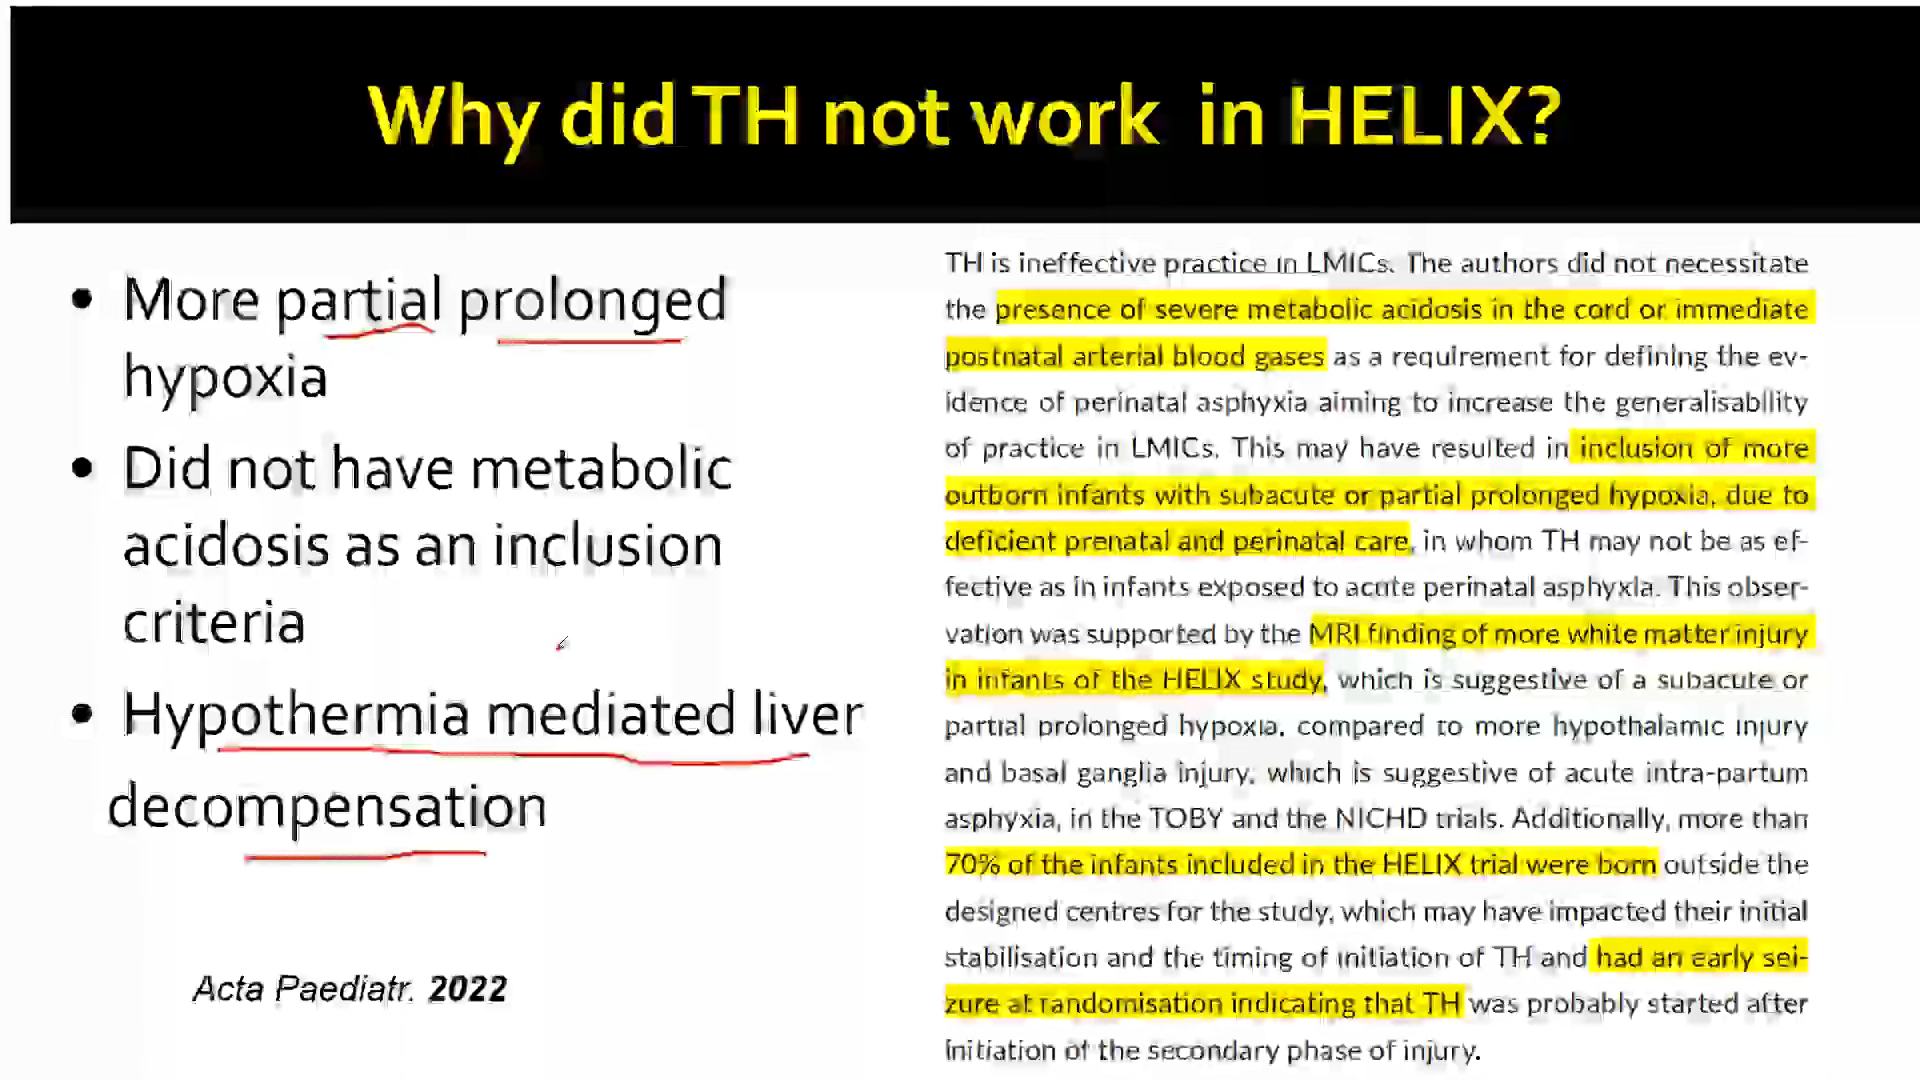 Why did TH not work in HELIX?
• More partial prolonged
hypoxia
• Did not have metabolic
acidosis as an inclusion
criteria
• Hypothermia mediated liver
decompensation
Acta Paediatr. 2022
TH is ineffective practice in LMICs. The authors did not necessitate
the presence of severe metabolic acidosis in the cord or immediate
postnatal arterial blood gases as a requirement for defining the ev-
idence of perinatal asphyxia aiming to increase the generalisability
of practice in LMICs. This may have resulted in inclusion of more
outborn infants with subacute or partial prolonged hypoxia, due to
deficient prenatal and perinatal care, in whom TH may not be as ef-
fective as in infants exposed to acute perinatal asphyxia. This obser-
vation was supported by the MRI finding of more white matter injury
in infants of the HELIX study, which is suggestive of a subacute or
partial prolonged hypoxia, compared to more hypothalamic injury
and basal ganglia injury, which is suggestive of acute intra-partum
asphyxia, in the TOBY and the NICHD trials. Additionally, more than
70% of the infants included in the HELIX trial were born outside the
designed centres for the study, which may have impacted their initial
stabilisation and the timing of initiation of TH and had an early sei-
zure at randomisation indicating that TH was probably started after
initiation of the secondary phase of injury.